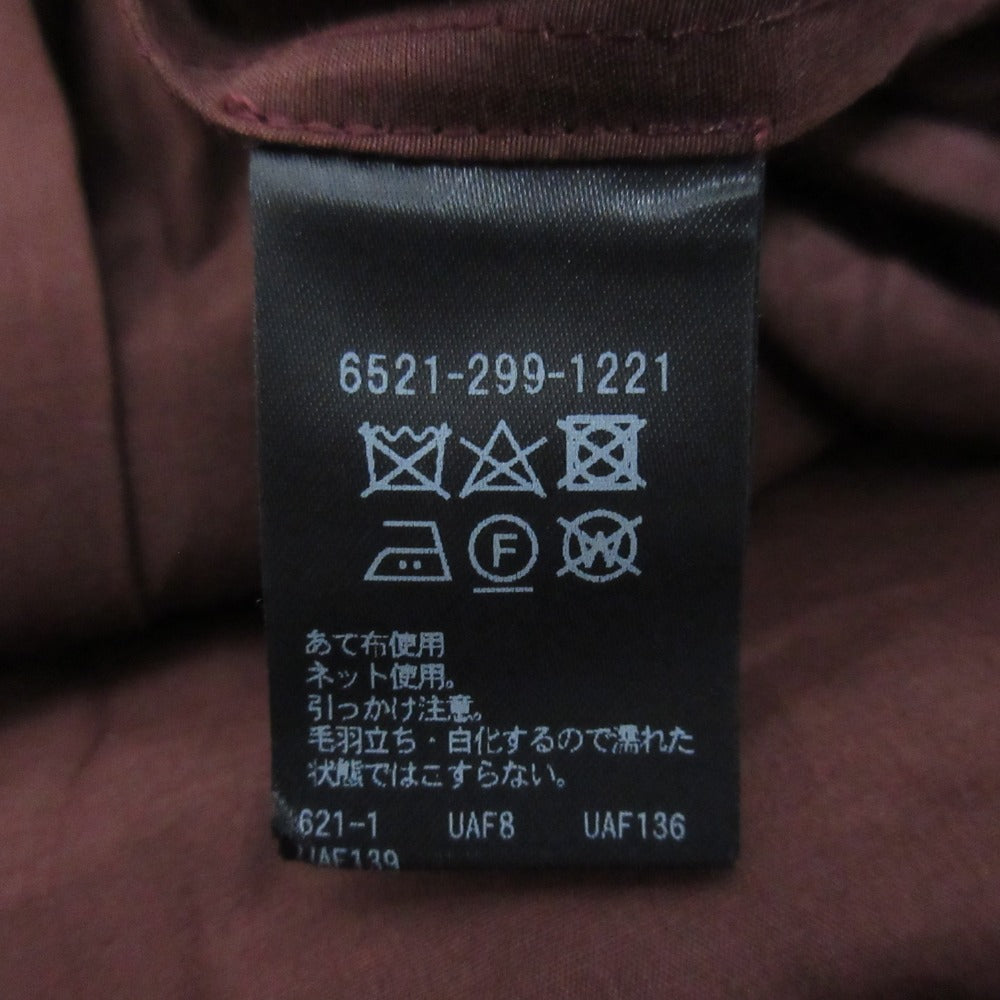 6521-299-1221
F
W
あて布使用
ネット使用。
引っかけ注意。
毛羽立ち・白化するので濡れた
状態ではこすらない。
621-1 UAF8 UAF136
UAF139